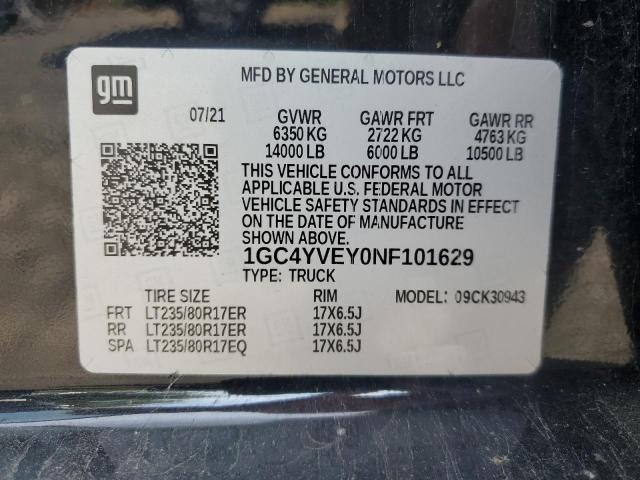 gm
MFD BY GENERAL MOTORS LLC
07/21 GVWR GAWR FRT GAWR RR
6350 KG 2722 KG 4763 KG
14000 LB 6000 LB 10500 LB
THIS VEHICLE CONFORMS TO ALL
APPLICABLE U.S. FEDERAL MOTOR
VEHICLE SAFETY STANDARDS IN EFFECT
ON THE DATE OF MANUFACTURE
SHOWN ABOVE.
1GC4YVEY0NF101629
TYPE: TRUCK
TIRE SIZE RIM MODEL: 09CK30943
FRT LT235/80R17ER 17X6.5J
RR LT235/80R17ER 17X6.5J
SPA LT235/80R17EQ 17X6.5J